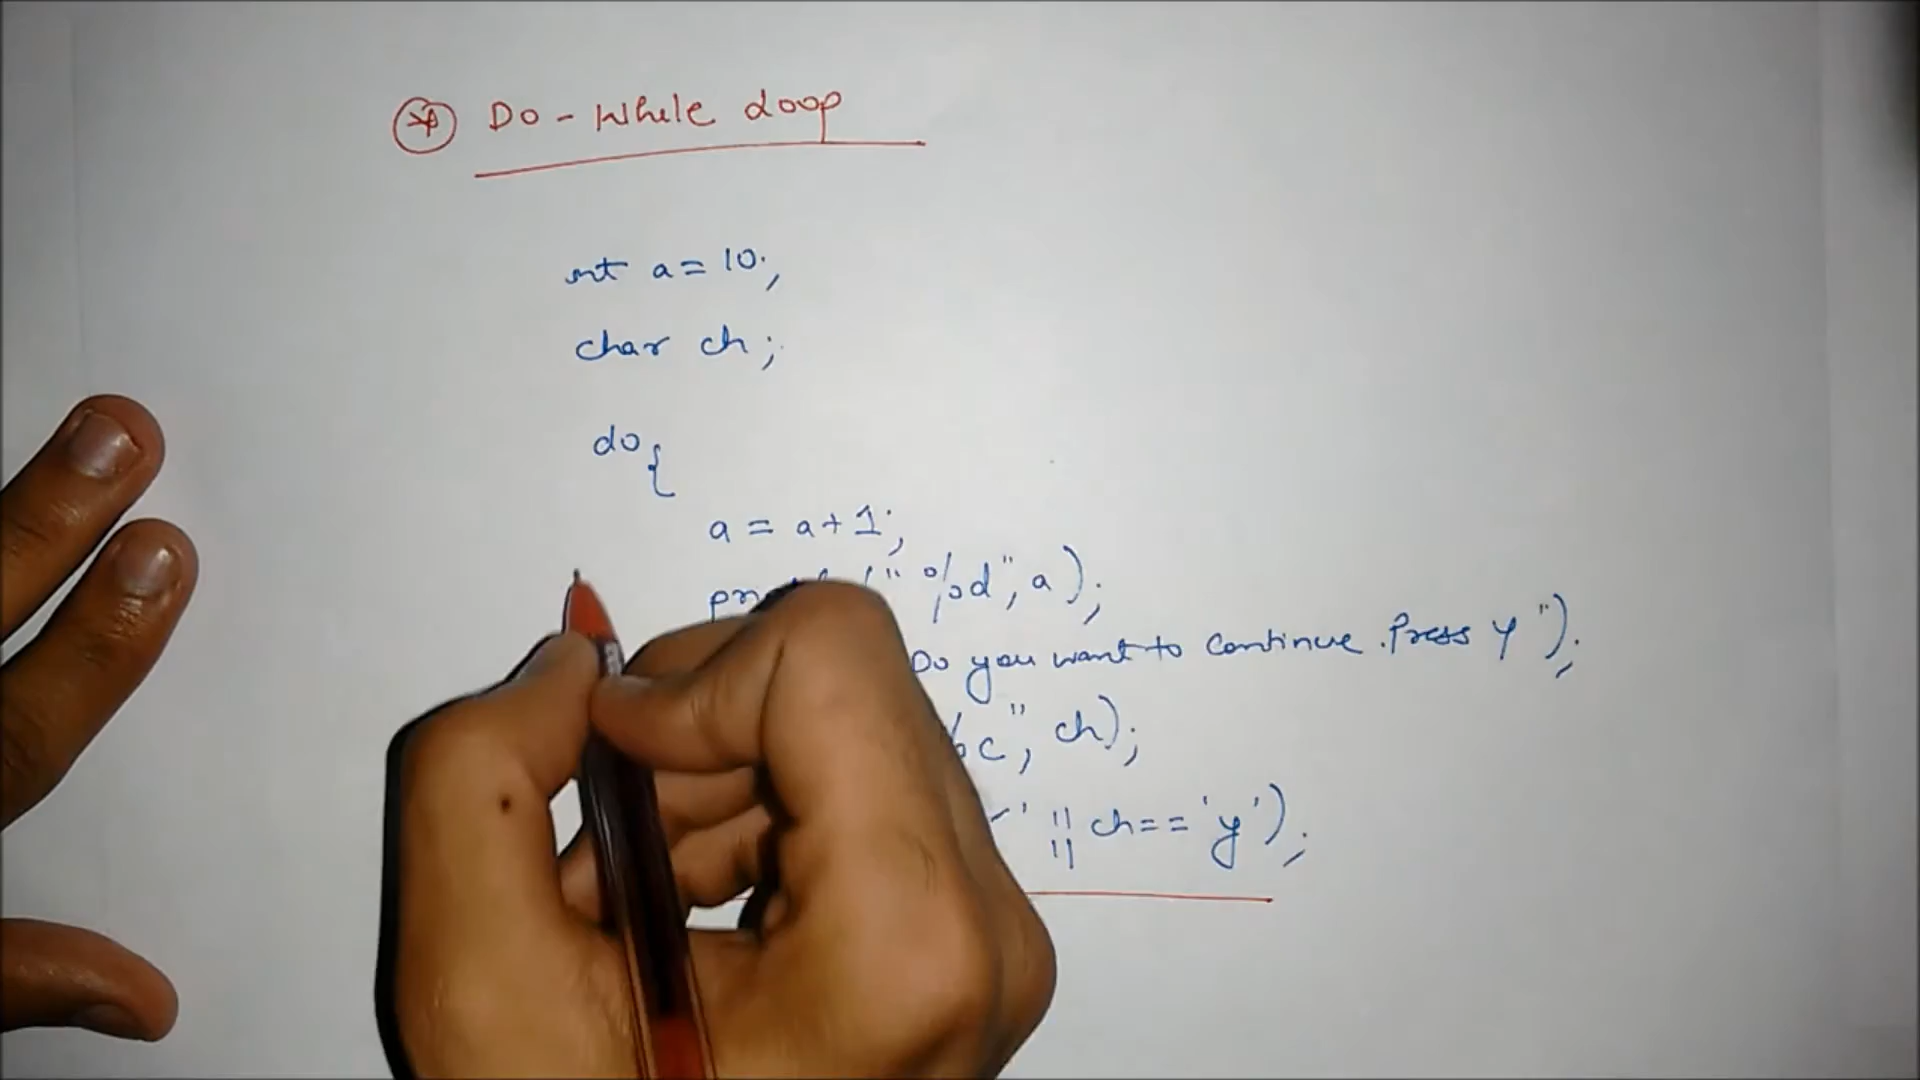 Do - While Loop
int a = 10;
char ch;
do {
a = a + 1;
(" %d", a);
Do you want to continue. Press Y");
%c", ch);
' || ch == 'y');